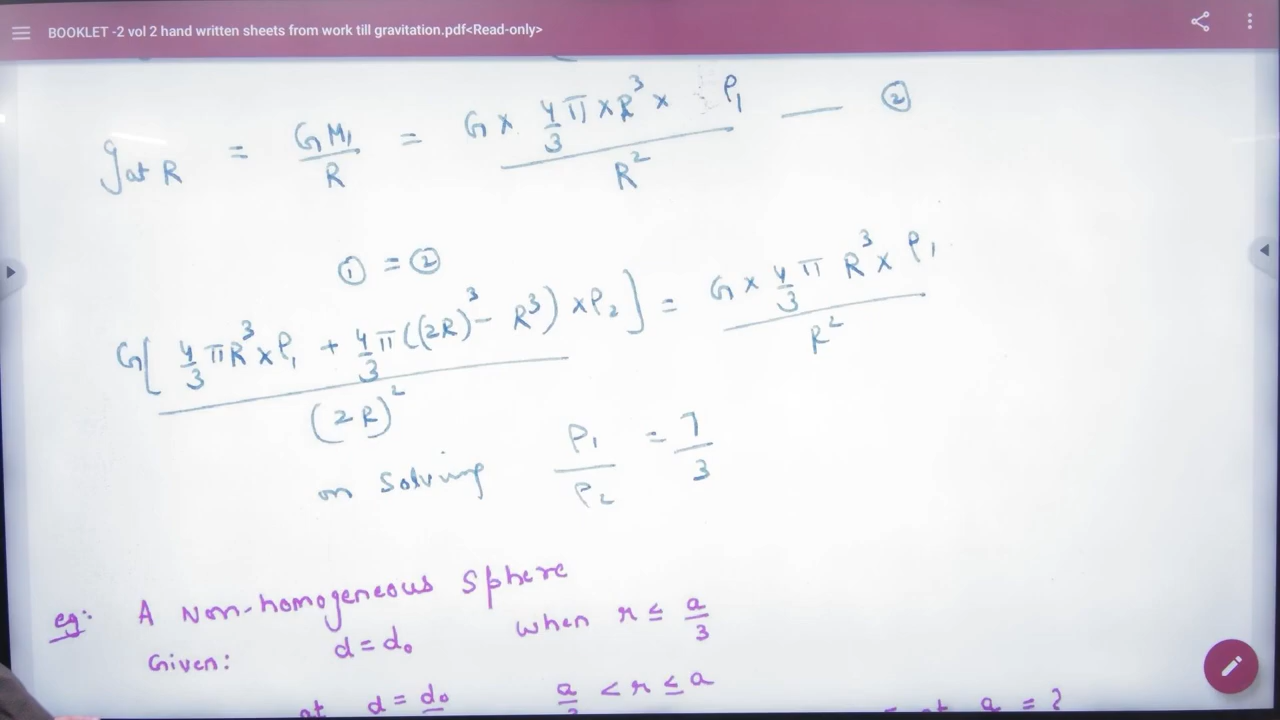 BOOKLET -2 vol 2 hand written sheets from work till gravitation.pdf<Read-only>
g at R = GM₁/R = G × 4/3 π × R³ × ρ₁ / R² —— ②
① = ②
G[4/3 πR³ × ρ₁ + 4/3 π((2R)³ - R³) × ρ₂] / (2R)² = G × 4/3 π R³ × ρ₁ / R²
on solving ρ₁/ρ₂ = 7/3
eg: A Non-homogeneous Sphere
Given: d = d₀ when r ≤ a/3
at d = d₀ a/3 < r ≤ a at a = ?